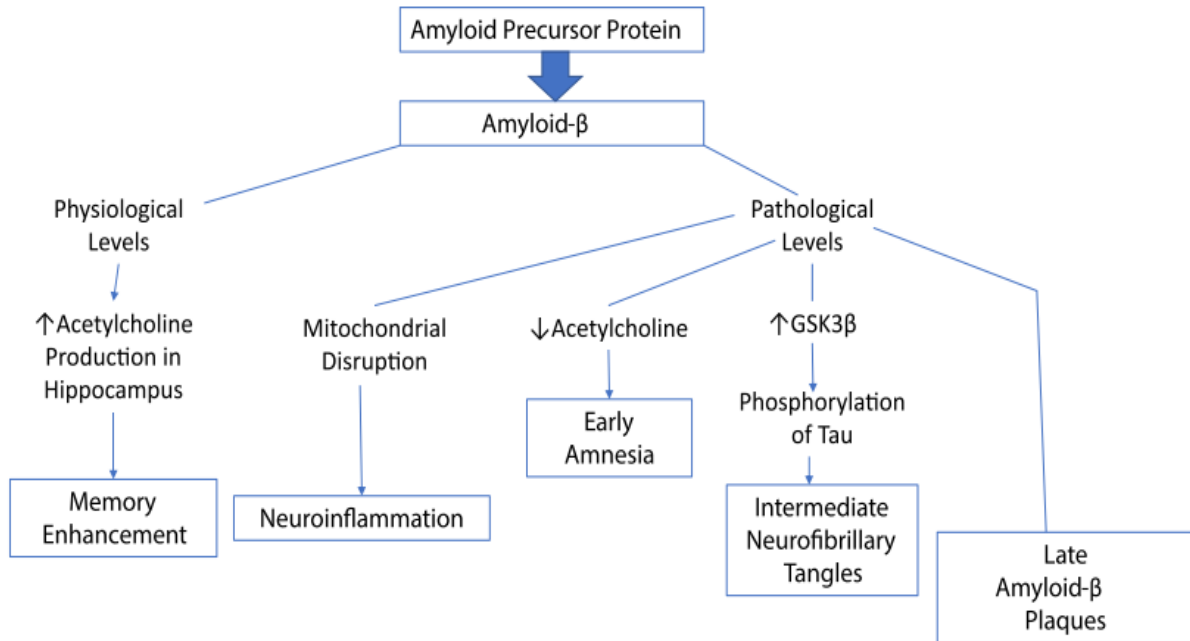 Amyloid Precursor Protein
Amyloid-β
Physiological
Levels
Pathological
Levels
↑Acetylcholine
Production in
Hippocampus
Mitochondrial
Disruption
↓Acetylcholine
↑GSK3β
Phosphorylation
of Tau
Early
Amnesia
Memory
Enhancement
Neuroinflammation
Intermediate
Neurofibrillary
Tangles
Late
Amyloid-β
Plaques